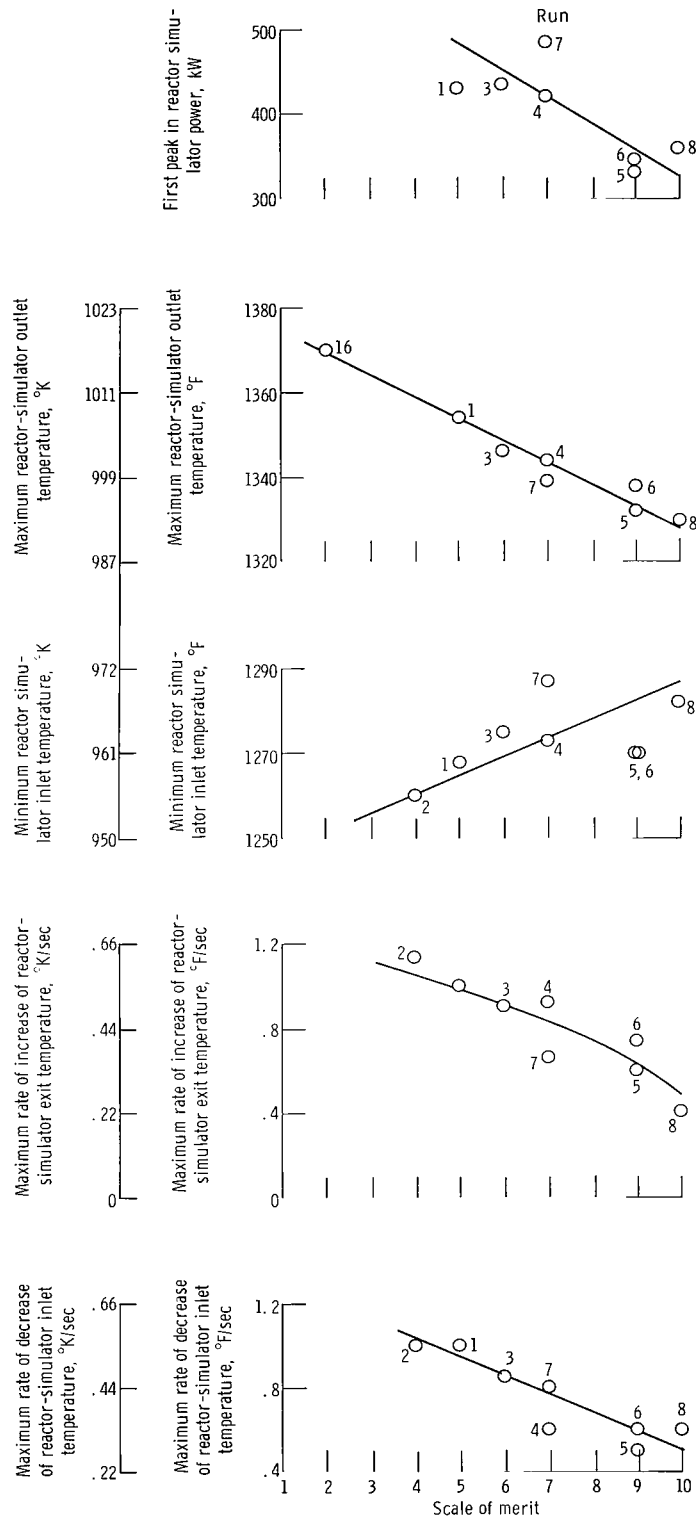 Run
First peak in reactor simu-
lator power, kW
500
400
300
7
1
3
4
6
5
8
Maximum reactor-simulator outlet
temperature, °K
1023
1011
999
987
Maximum reactor-simulator outlet
temperature, °F
1380
1360
1340
1320
16
1
3
4
7
6
5
8
Minimum reactor simu-
lator inlet temperature, °K
972
961
950
Minimum reactor simu-
lator inlet temperature, °F
1290
1270
1250
7
3
1
4
2
5, 6
8
Maximum rate of increase of reactor-
simulator exit temperature, °K/sec
.66
.44
.22
0
Maximum rate of increase of reactor-
simulator exit temperature, °F/sec
1.2
.8
.4
0
2
3
4
7
6
5
8
Maximum rate of decrease
of reactor-simulator inlet
temperature, °K/sec
.66
.44
.22
Maximum rate of decrease
of reactor-simulator inlet
temperature, °F/sec
1.2
.8
.4
2
1
3
7
4
6
5
8
1 2 3 4 5 6 7 8 9 10
Scale of merit